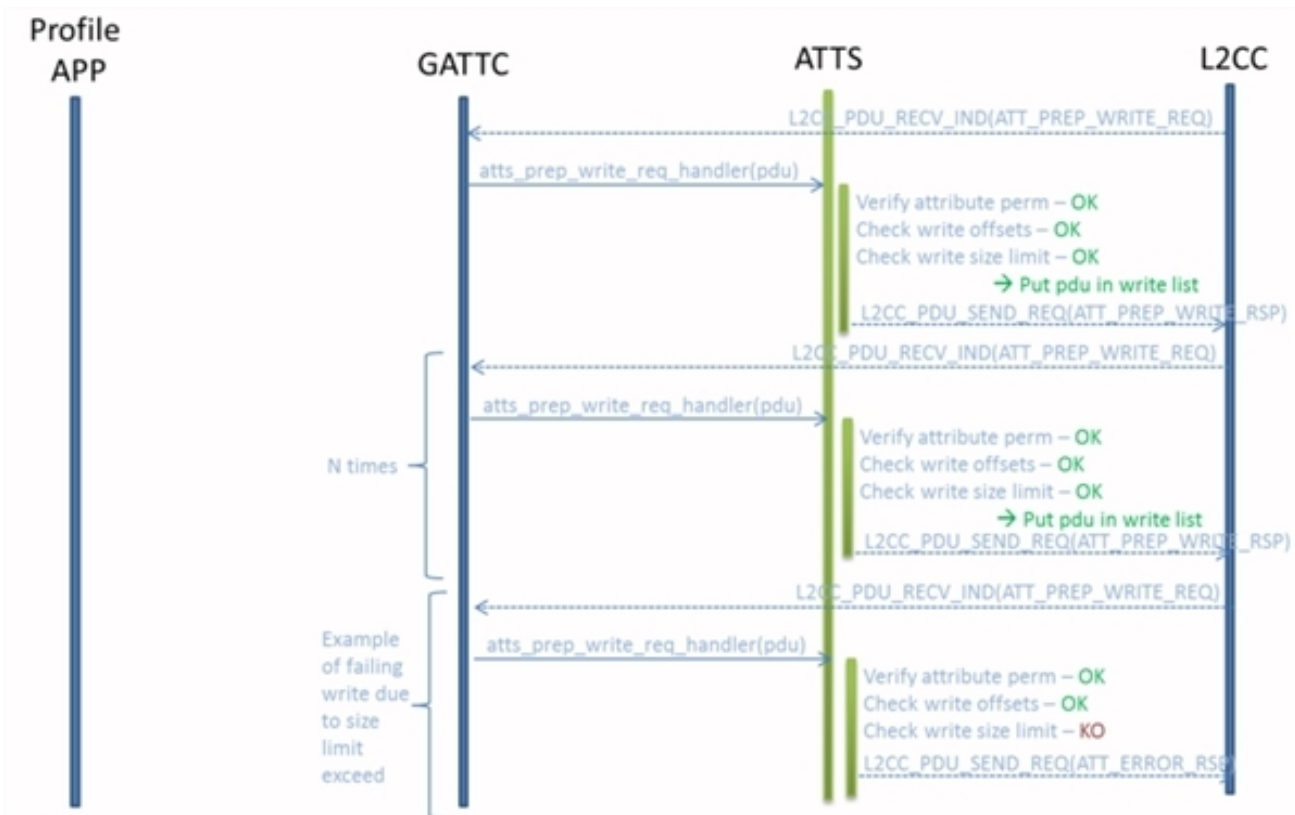 Profile
APP
GATTC
ATTS
L2CC
L2CC_PDU_RECV_IND(ATT_PREP_WRITE_REQ)
atts_prep_write_req_handler(pdu)
Verify attribute perm – OK
Check write offsets – OK
Check write size limit – OK
→ Put pdu in write list
L2CC_PDU_SEND_REQ(ATT_PREP_WRITE_RSP)
L2CC_PDU_RECV_IND(ATT_PREP_WRITE_REQ)
atts_prep_write_req_handler(pdu)
N times
Verify attribute perm – OK
Check write offsets – OK
Check write size limit – OK
→ Put pdu in write list
L2CC_PDU_SEND_REQ(ATT_PREP_WRITE_RSP)
L2CC_PDU_RECV_IND(ATT_PREP_WRITE_REQ)
atts_prep_write_req_handler(pdu)
Example
of failing
write due
to size
limit
exceed
Verify attribute perm – OK
Check write offsets – OK
Check write size limit – KO
L2CC_PDU_SEND_REQ(ATT_ERROR_RSP